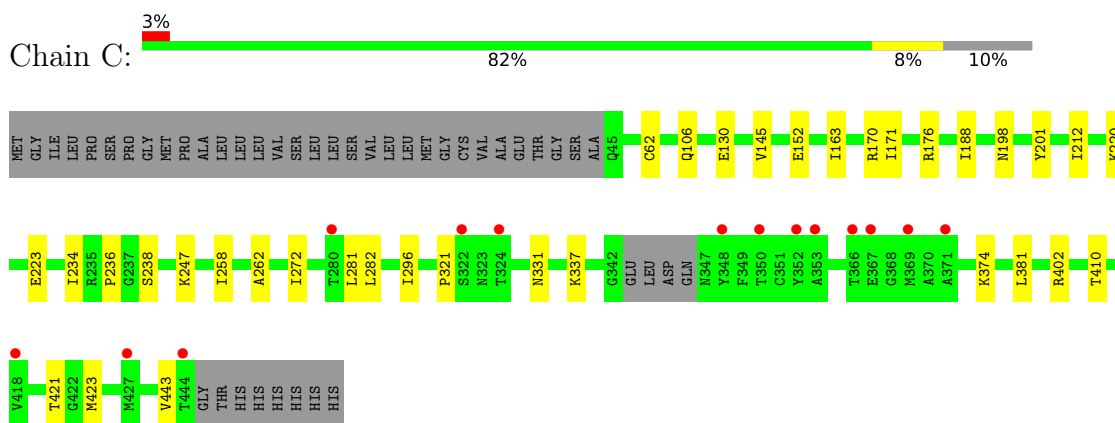 3%
Chain C:
82% 8% 10%
MET GLY ILE LEU PRO SER PRO GLY MET PRO ALA LEU LEU LEU VAL SER LEU LEU SER VAL LEU LEU MET GLY CYS VAL ALA GLU THR GLY SER ALA Q45 C62 Q106 E130 V145 E152 I163 R170 I171 R176 I188 N198 Y201 I212
E223 I234 R235 P236 G237 S238 K247 I258 A262 I272 T280 L281 L282 I296 P321 S322 N323 T324 N331 K337 G342 GLU LEU ASP GLN N347 Y348 F349 T350 C351 Y352 A353 T366 E367 G368 M369 A370 A371 K374 L381 R402 T410
V418 T421 G422 M423 M427 V443 T444 GLY THR HIS HIS HIS HIS HIS HIS